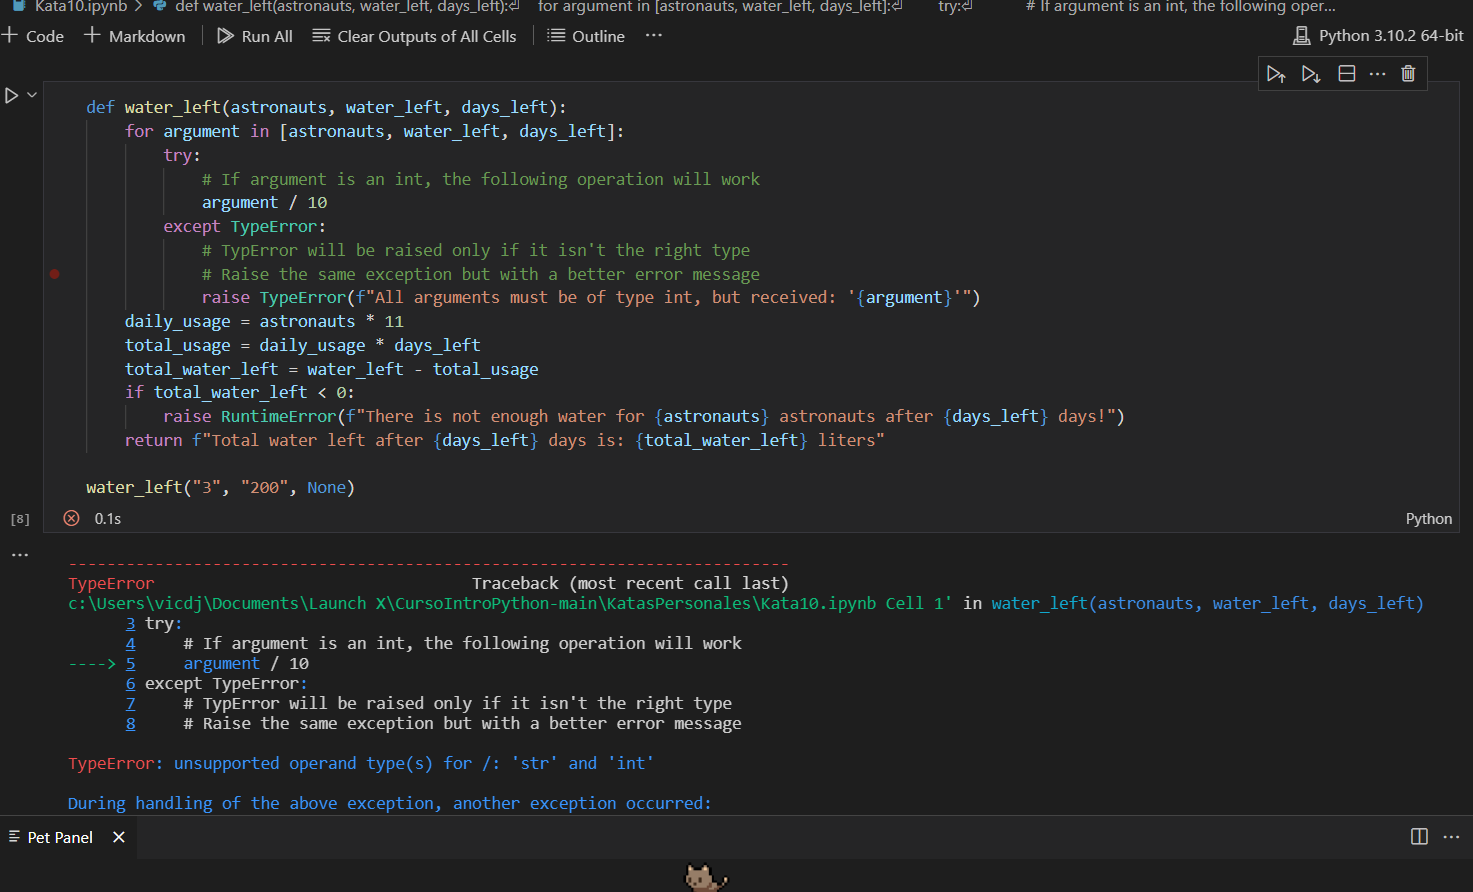 Kata10.ipynb > def water_left(astronauts, water_left, days_left):⏎ for argument in [astronauts, water_left, days_left]:⏎ try:⏎ # If argument is an int, the following oper...
+ Code + Markdown Run All Clear Outputs of All Cells Outline ... Python 3.10.2 64-bit
def water_left(astronauts, water_left, days_left):
    for argument in [astronauts, water_left, days_left]:
        try:
            # If argument is an int, the following operation will work
            argument / 10
        except TypeError:
            # TypError will be raised only if it isn't the right type
            # Raise the same exception but with a better error message
            raise TypeError(f"All arguments must be of type int, but received: '{argument}'")
    daily_usage = astronauts * 11
    total_usage = daily_usage * days_left
    total_water_left = water_left - total_usage
    if total_water_left < 0:
        raise RuntimeError(f"There is not enough water for {astronauts} astronauts after {days_left} days!")
    return f"Total water left after {days_left} days is: {total_water_left} liters"
water_left("3", "200", None)
[8] 0.1s Python
...
---------------------------------------------------------------------------
TypeError                                 Traceback (most recent call last)
c:\Users\vicdj\Documents\Launch X\CursoIntroPython-main\KatasPersonales\Kata10.ipynb Cell 1' in water_left(astronauts, water_left, days_left)
      3 try:
      4     # If argument is an int, the following operation will work
----> 5     argument / 10
      6 except TypeError:
      7     # TypError will be raised only if it isn't the right type
      8     # Raise the same exception but with a better error message
TypeError: unsupported operand type(s) for /: 'str' and 'int'
During handling of the above exception, another exception occurred:
Pet Panel